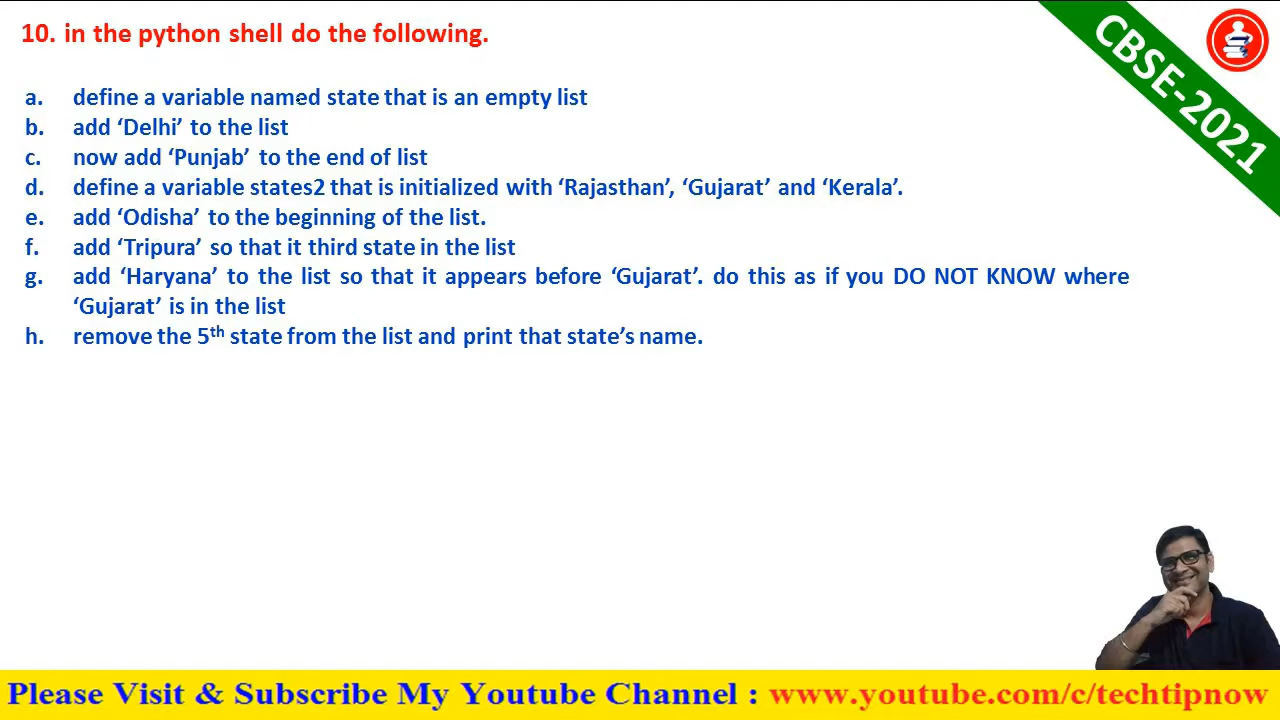 10. in the python shell do the following.
CBSE-2021
a. define a variable named state that is an empty list
b. add ‘Delhi’ to the list
c. now add ‘Punjab’ to the end of list
d. define a variable states2 that is initialized with ‘Rajasthan’, ‘Gujarat’ and ‘Kerala’.
e. add ‘Odisha’ to the beginning of the list.
f. add ‘Tripura’ so that it third state in the list
g. add ‘Haryana’ to the list so that it appears before ‘Gujarat’. do this as if you DO NOT KNOW where
‘Gujarat’ is in the list
h. remove the 5th state from the list and print that state’s name.
Please Visit & Subscribe My Youtube Channel : www.youtube.com/c/techtipnow